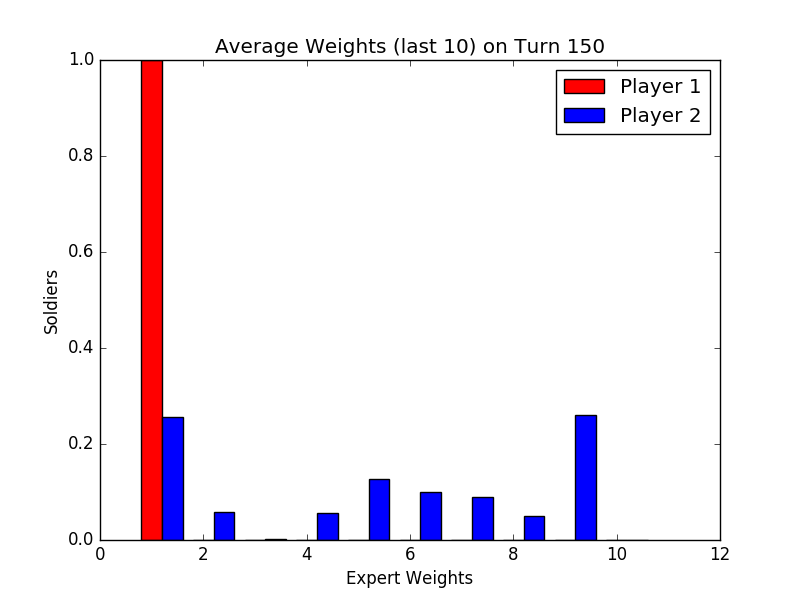 Average Weights (last 10) on Turn 150
1.0
0.8
0.6
0.4
0.2
0.0
Soldiers
Player 1
Player 2
0 2 4 6 8 10 12
Expert Weights